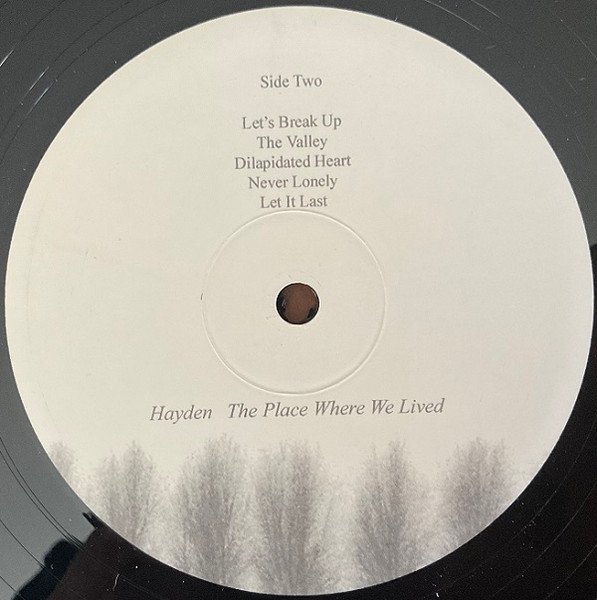 Side Two
Let's Break Up
The Valley
Dilapidated Heart
Never Lonely
Let It Last
Hayden The Place Where We Lived